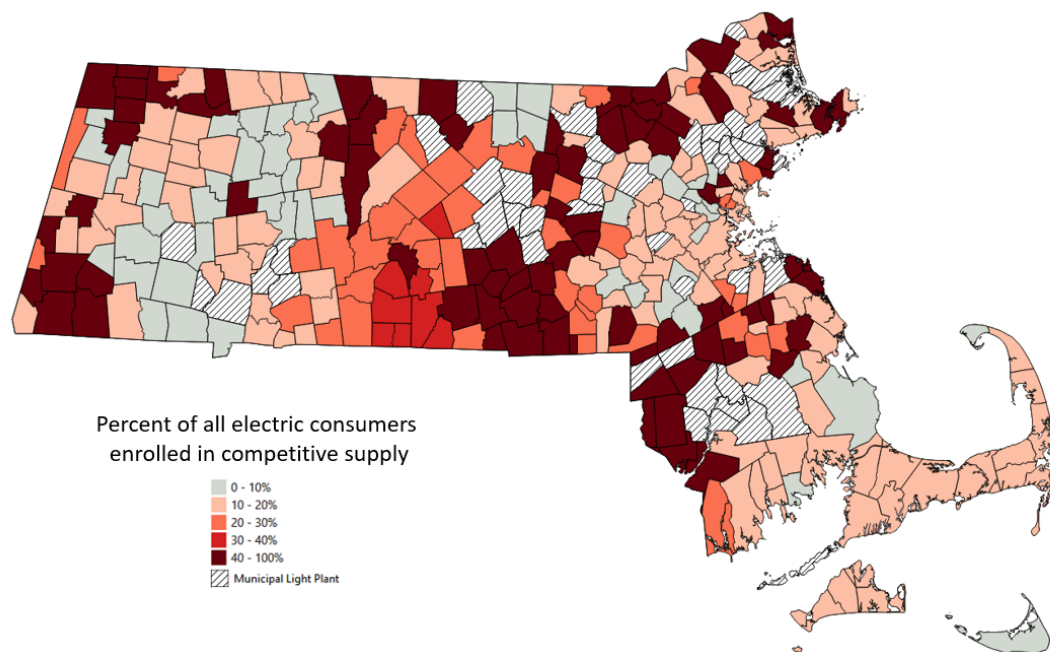 Percent of all electric consumers
enrolled in competitive supply
0 - 10%
10 - 20%
20 - 30%
30 - 40%
40 - 100%
Municipal Light Plant